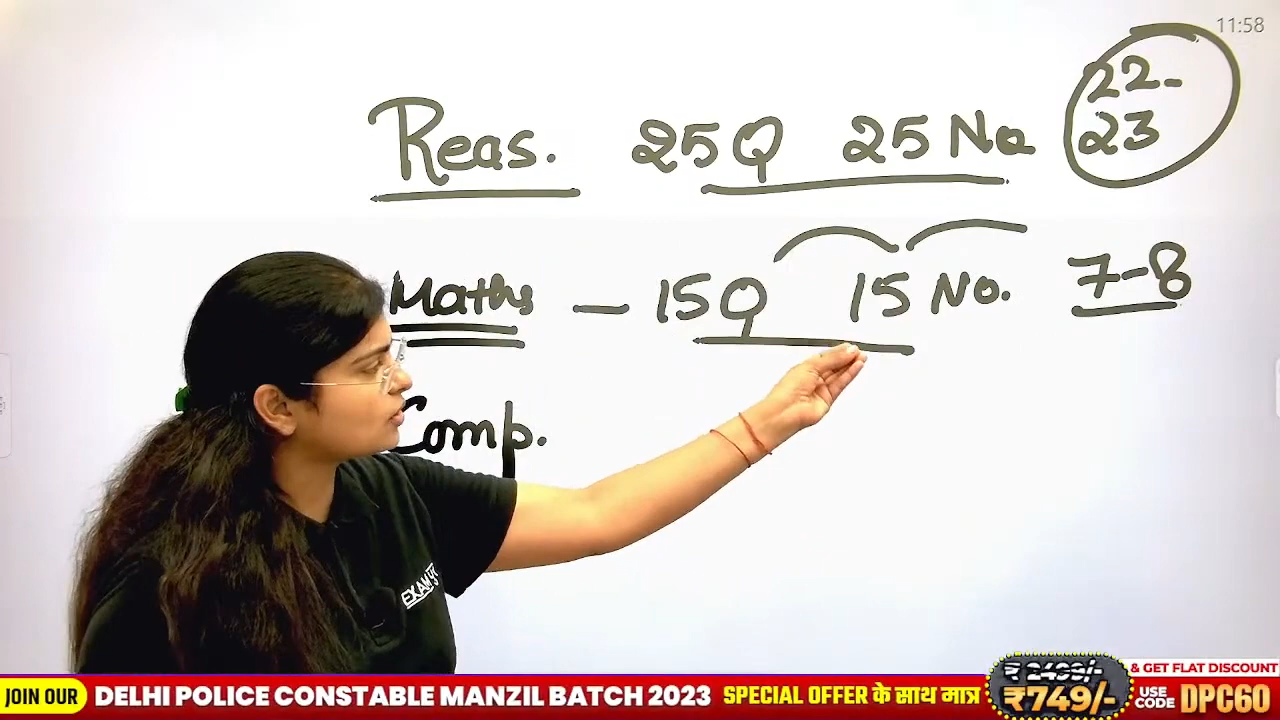 11:58
Reas. 25Q 25 No 22-
23
Maths — 15Q 15 No. 7-8
Comp.
EXAM
JOIN OUR DELHI POLICE CONSTABLE MANZIL BATCH 2023 SPECIAL OFFER के साथ मात्र ₹ 2499/- ₹749/- & GET FLAT DISCOUNT USE CODE DPC60